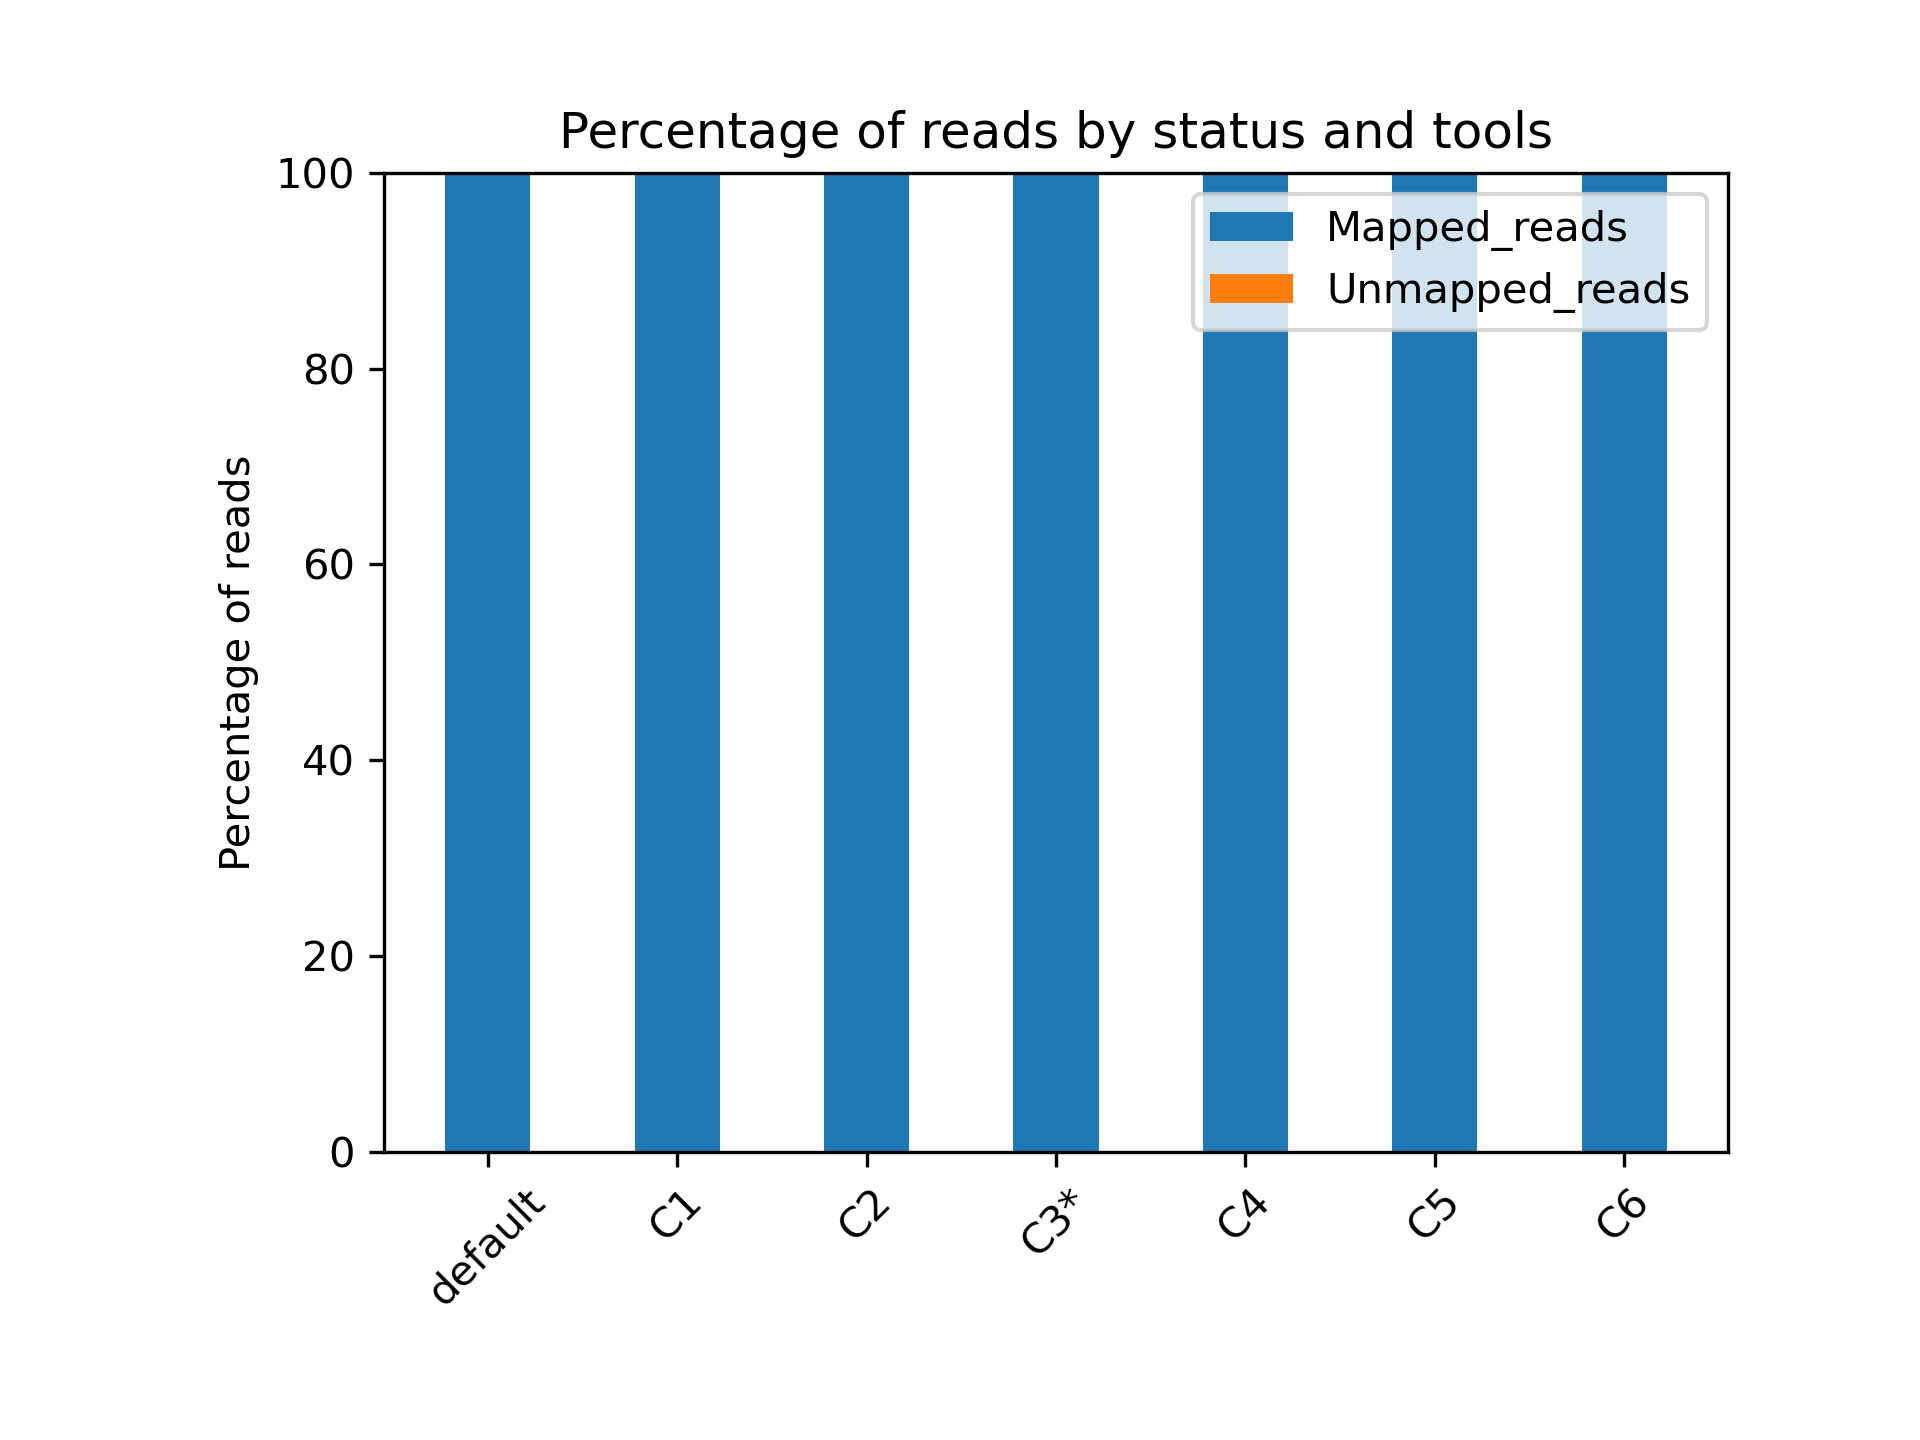 Percentage of reads by status and tools
100
80
60
40
20
0
Percentage of reads
Mapped_reads
Unmapped_reads
default
C1
C2
C3*
C4
C5
C6